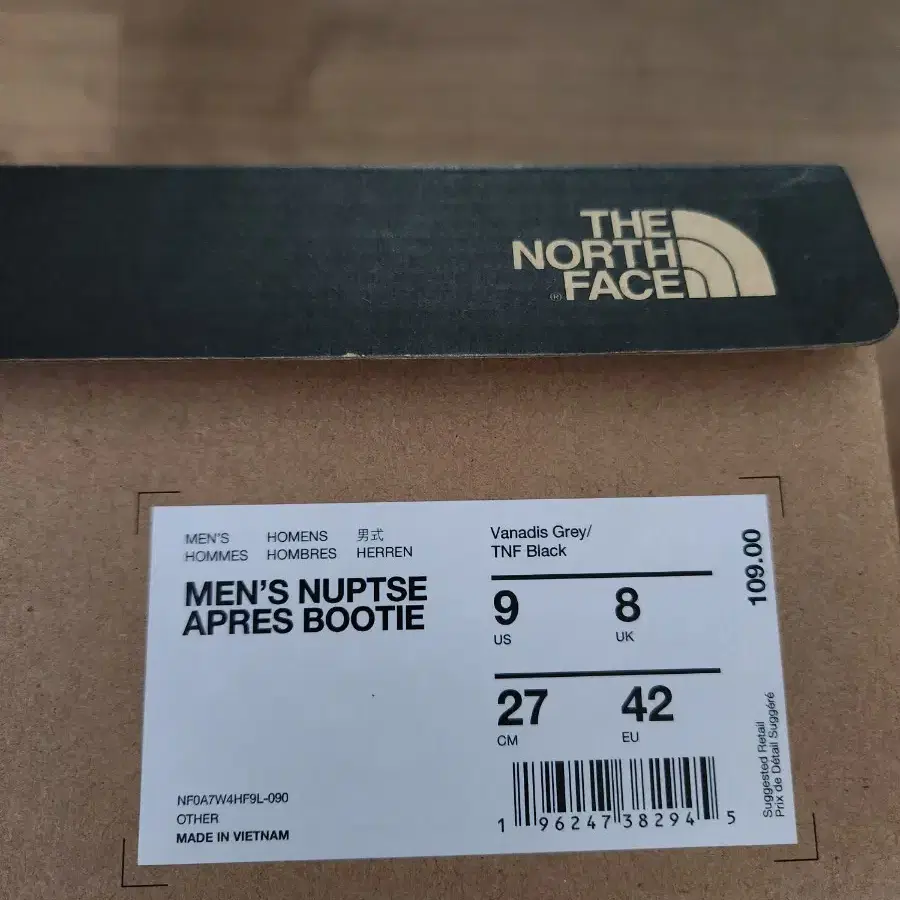 THE
NORTH
FACE
®
MEN'S HOMENS 男式
HOMMES HOMBRES HERREN
MEN'S NUPTSE
APRES BOOTIE
Vanadis Grey/
TNF Black
9 8
US UK
27 42
CM EU
109.00
Suggested Retail
Prix de Détail Suggéré
NF0A7W4HF9L-090
OTHER
MADE IN VIETNAM
1 96247 38294 5